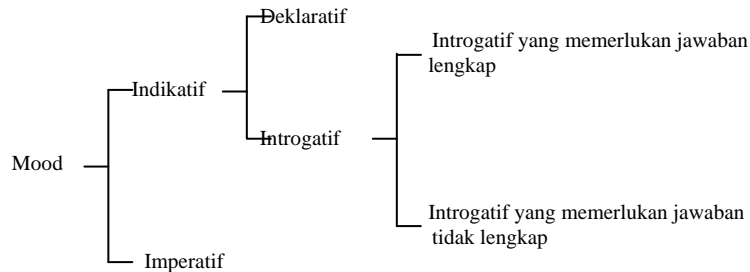 Deklaratif
Introgatif yang memerlukan jawaban
lengkap
Indikatif
Introgatif
Mood
Introgatif yang memerlukan jawaban
tidak lengkap
Imperatif